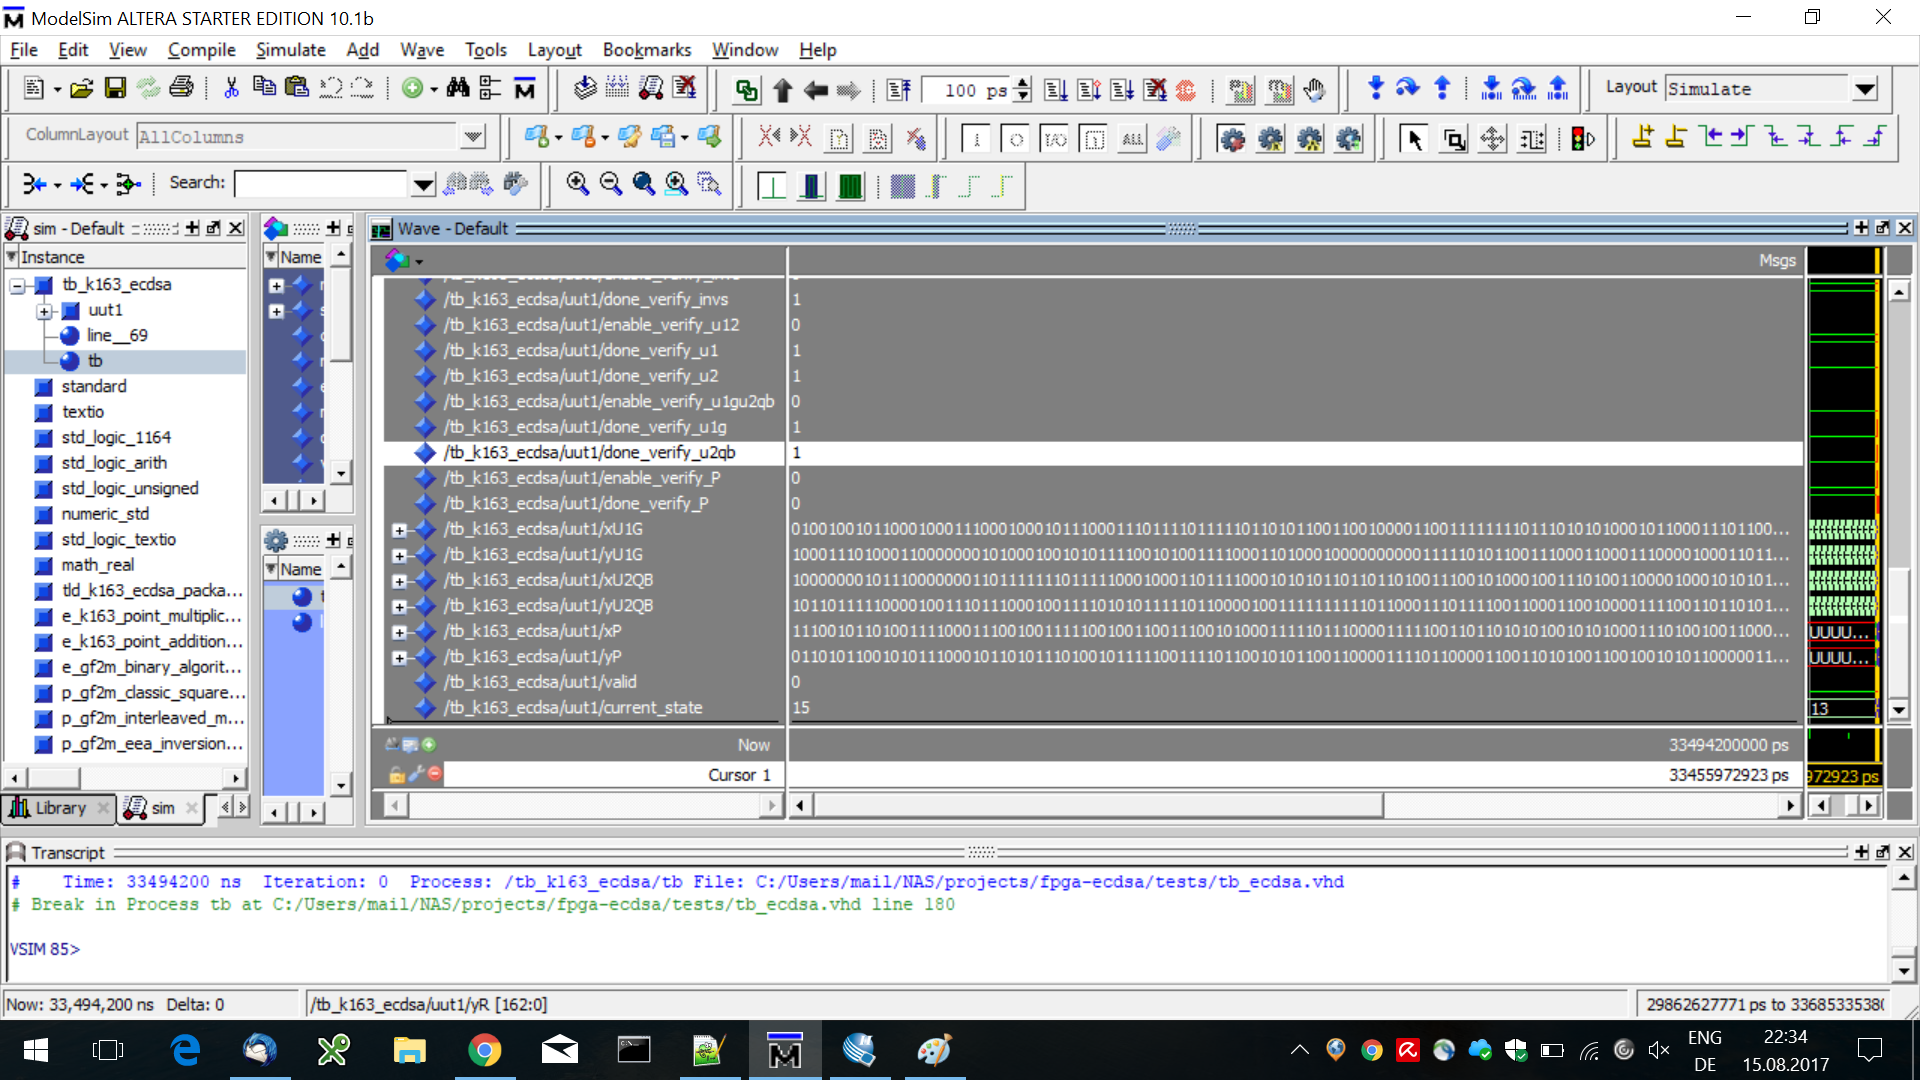 ModelSim ALTERA STARTER EDITION 10.1b
File Edit View Compile Simulate Add Wave Tools Layout Bookmarks Window Help
100 ps
Layout Simulate
ColumnLayout AllColumns
Search:
sim - Default
Wave - Default
Instance
Name
Msgs
tb_k163_ecdsa
uut1
line__69
tb
standard
textio
std_logic_1164
std_logic_arith
std_logic_unsigned
numeric_std
std_logic_textio
math_real
tld_k163_ecdsa_packa...
e_k163_point_multiplic...
e_k163_point_addition...
e_gf2m_binary_algorit...
p_gf2m_classic_square...
p_gf2m_interleaved_m...
p_gf2m_eea_inversion...
Library
sim
Name
/tb_k163_ecdsa/uut1/done_verify_invs 1
/tb_k163_ecdsa/uut1/enable_verify_u12 0
/tb_k163_ecdsa/uut1/done_verify_u1 1
/tb_k163_ecdsa/uut1/done_verify_u2 1
/tb_k163_ecdsa/uut1/enable_verify_u1gu2qb 0
/tb_k163_ecdsa/uut1/done_verify_u1g 1
/tb_k163_ecdsa/uut1/done_verify_u2qb 1
/tb_k163_ecdsa/uut1/enable_verify_P 0
/tb_k163_ecdsa/uut1/done_verify_P 0
/tb_k163_ecdsa/uut1/xU1G
/tb_k163_ecdsa/uut1/yU1G
/tb_k163_ecdsa/uut1/xU2QB
/tb_k163_ecdsa/uut1/yU2QB
/tb_k163_ecdsa/uut1/xP
UUUU...
/tb_k163_ecdsa/uut1/yP
UUUU...
/tb_k163_ecdsa/uut1/valid 0
/tb_k163_ecdsa/uut1/current_state 15
13
Now 33494200000 ps
Cursor 1 33455972923 ps
972923 ps
Transcript
# Time: 33494200 ns Iteration: 0 Process: /tb_k163_ecdsa/tb File: C:/Users/mail/NAS/projects/fpga-ecdsa/tests/tb_ecdsa.vhd
# Break in Process tb at C:/Users/mail/NAS/projects/fpga-ecdsa/tests/tb_ecdsa.vhd line 180
VSIM 85>
Now: 33,494,200 ns Delta: 0
/tb_k163_ecdsa/uut1/yR [162:0]
29862627771 ps to 3368533538
ENG
DE
22:34
15.08.2017